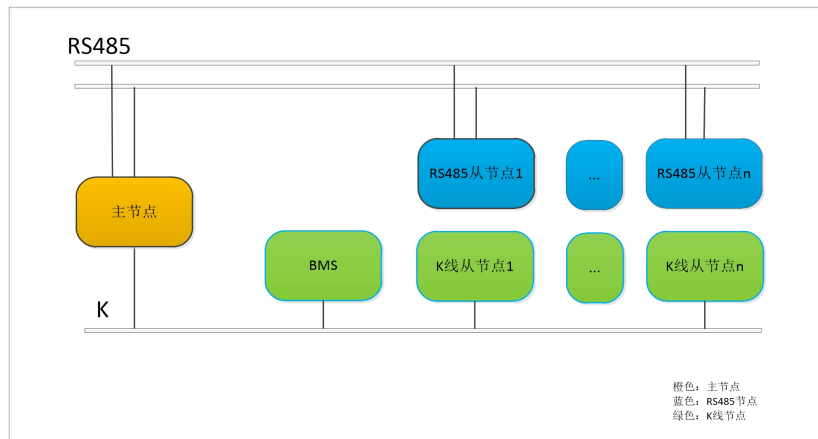 RS485
RS485从节点1
...
RS485从节点n
主节点
BMS
K线从节点1
...
K线从节点n
K
橙色：主节点
蓝色：RS485节点
绿色：K线节点